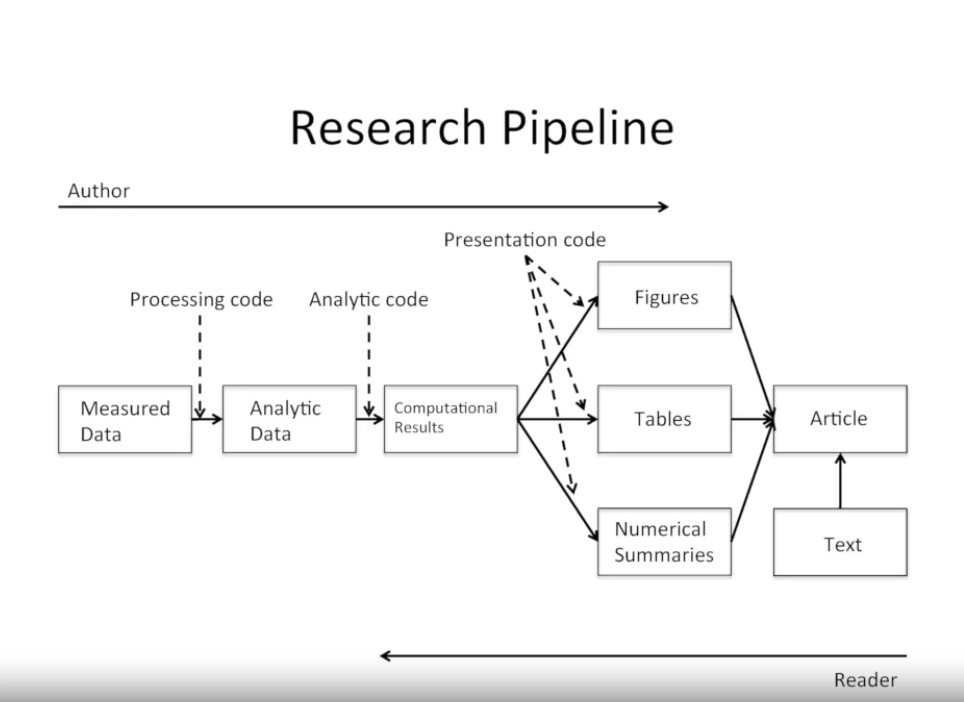 Research Pipeline
Author
Presentation code
Processing code
Analytic code
Figures
Measured
Data
Analytic
Data
Computational
Results
Tables
Article
Numerical
Summaries
Text
Reader